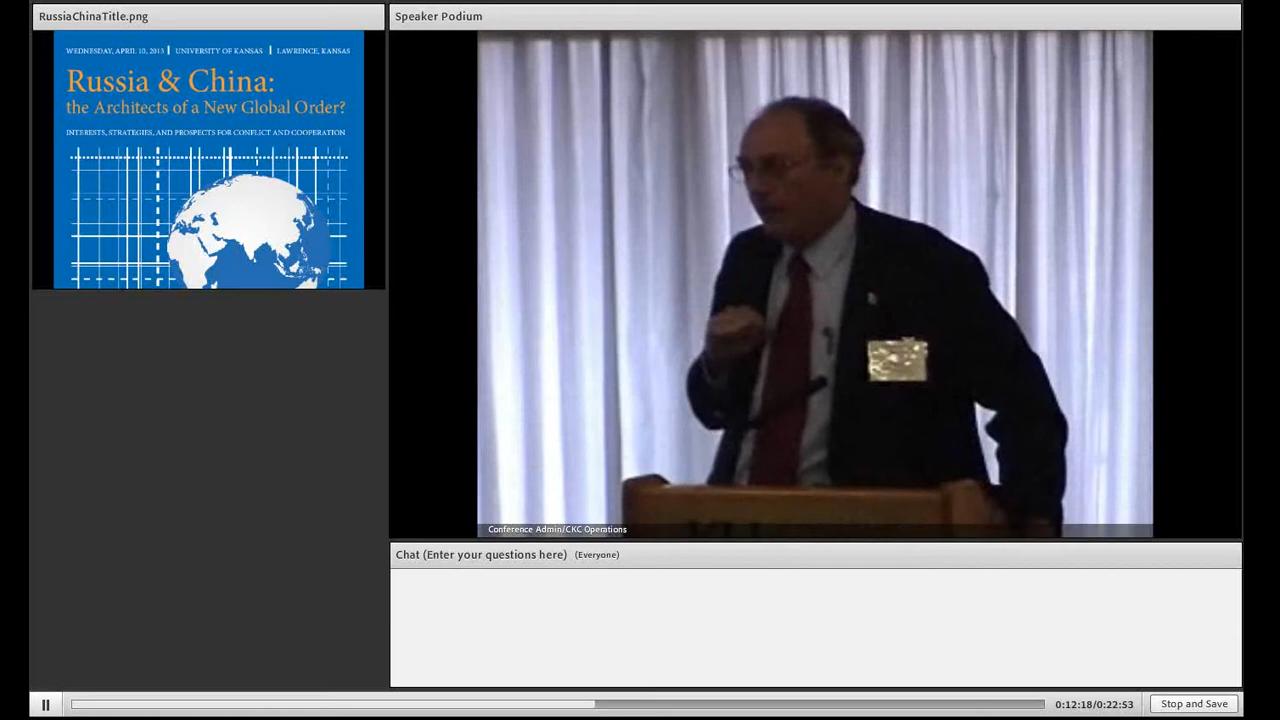 RussiaChinaTitle.png
WEDNESDAY, APRIL 10, 2013 | UNIVERSITY OF KANSAS | LAWRENCE, KANSAS
Russia & China:
the Architects of a New Global Order?
INTERESTS, STRATEGIES, AND PROSPECTS FOR CONFLICT AND COOPERATION
Speaker Podium
Conference Admin/CKC Operations
Chat (Enter your questions here) (Everyone)
0:12:18/0:22:53
Stop and Save